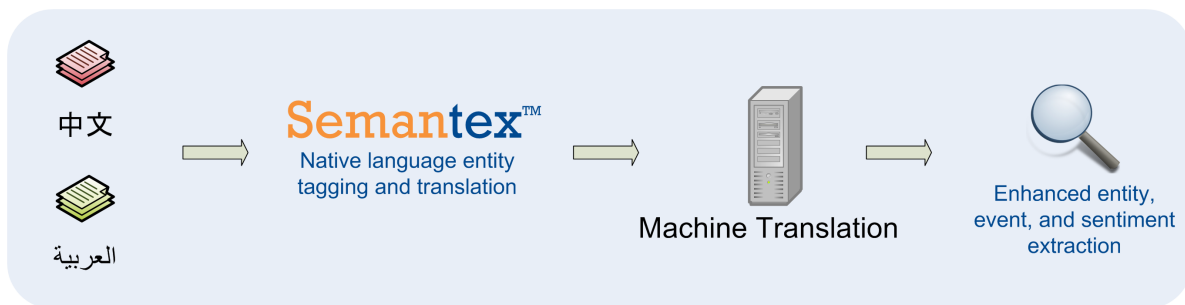 中文
العربية
Semantex™
Native language entity
tagging and translation
Machine Translation
Enhanced entity,
event, and sentiment
extraction